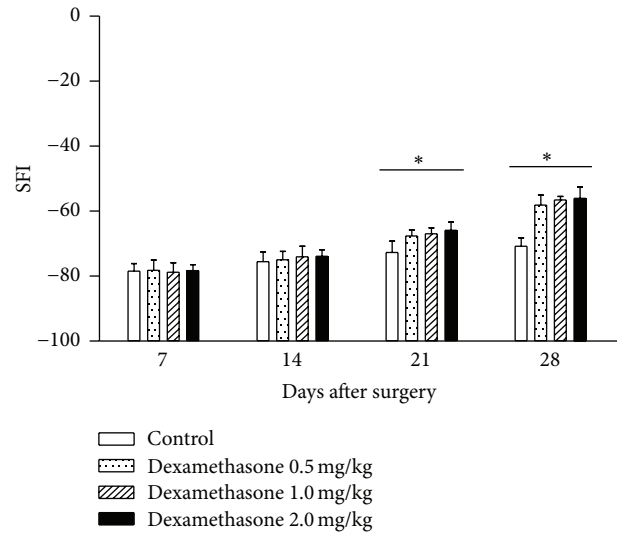 0
−20
−40
−60
−80
−100
SFI
*
*
7 14 21 28
Days after surgery
Control
Dexamethasone 0.5 mg/kg
Dexamethasone 1.0 mg/kg
Dexamethasone 2.0 mg/kg